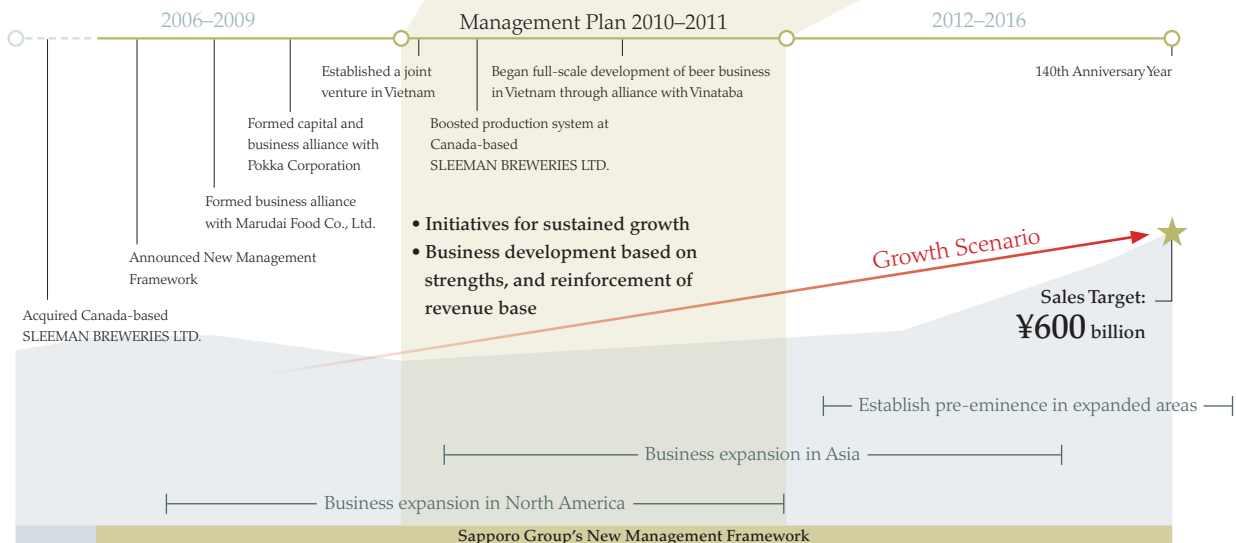 2006–2009
Management Plan 2010–2011
2012–2016
Established a joint
venture in Vietnam
Began full-scale development of beer business
in Vietnam through alliance with Vinataba
140th Anniversary Year
Formed capital and
business alliance with
Pokka Corporation
Boosted production system at
Canada-based
SLEEMAN BREWERIES LTD.
Formed business alliance
with Marudai Food Co., Ltd.
Announced New Management
Framework
Acquired Canada-based
SLEEMAN BREWERIES LTD.
• Initiatives for sustained growth
• Business development based on
strengths, and reinforcement of
revenue base
Growth Scenario
Sales Target:
¥600 billion
Establish pre-eminence in expanded areas
Business expansion in Asia
Business expansion in North America
Sapporo Group's New Management Framework